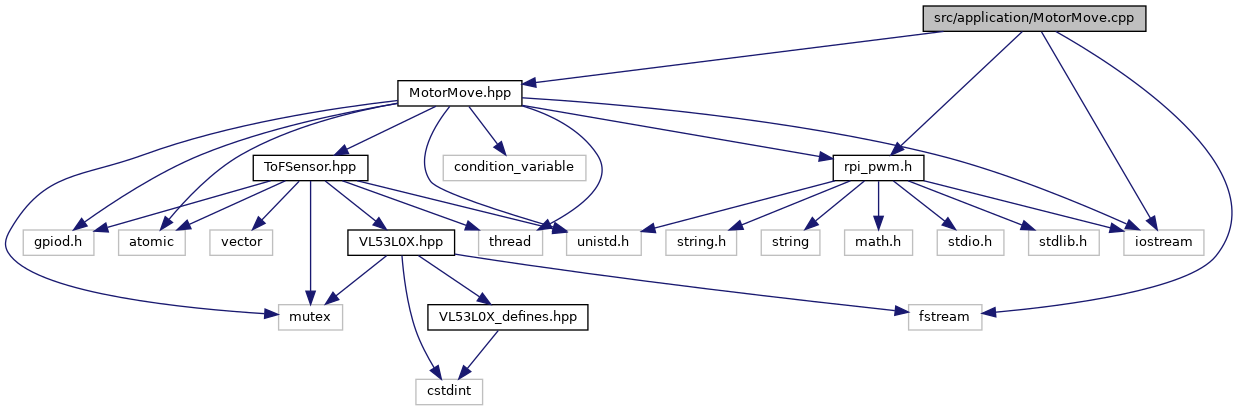 src/application/MotorMove.cpp
MotorMove.hpp
ToFSensor.hpp
condition_variable
rpi_pwm.h
gpiod.h
atomic
vector
VL53L0X.hpp
thread
unistd.h
string.h
string
math.h
stdio.h
stdlib.h
iostream
mutex
VL53L0X_defines.hpp
fstream
cstdint